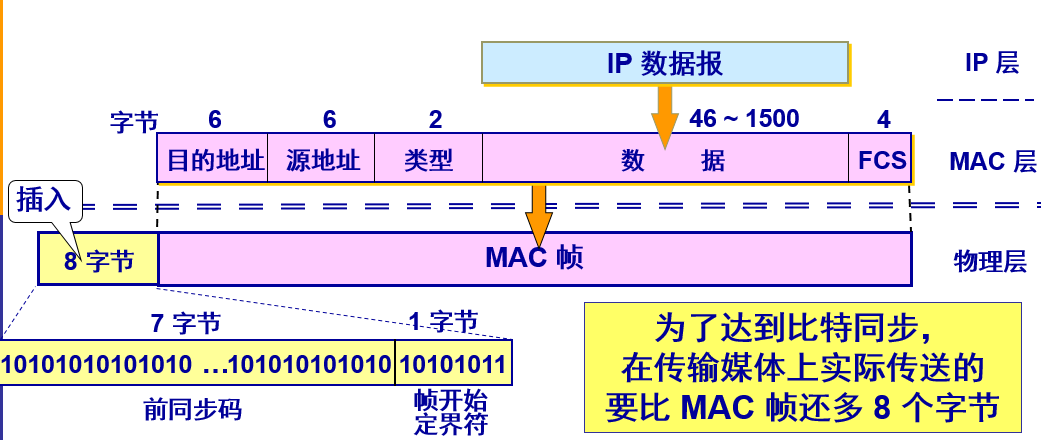 IP 数据报
IP 层
字节 6 6 2 46 ~ 1500 4
目的地址 源地址 类型 数 据 FCS
MAC 层
插入
8 字节
MAC 帧
物理层
7 字节 1 字节
10101010101010 …101010101010 10101011
前同步码
帧开始
定界符
为了达到比特同步，
在传输媒体上实际传送的
要比 MAC 帧还多 8 个字节